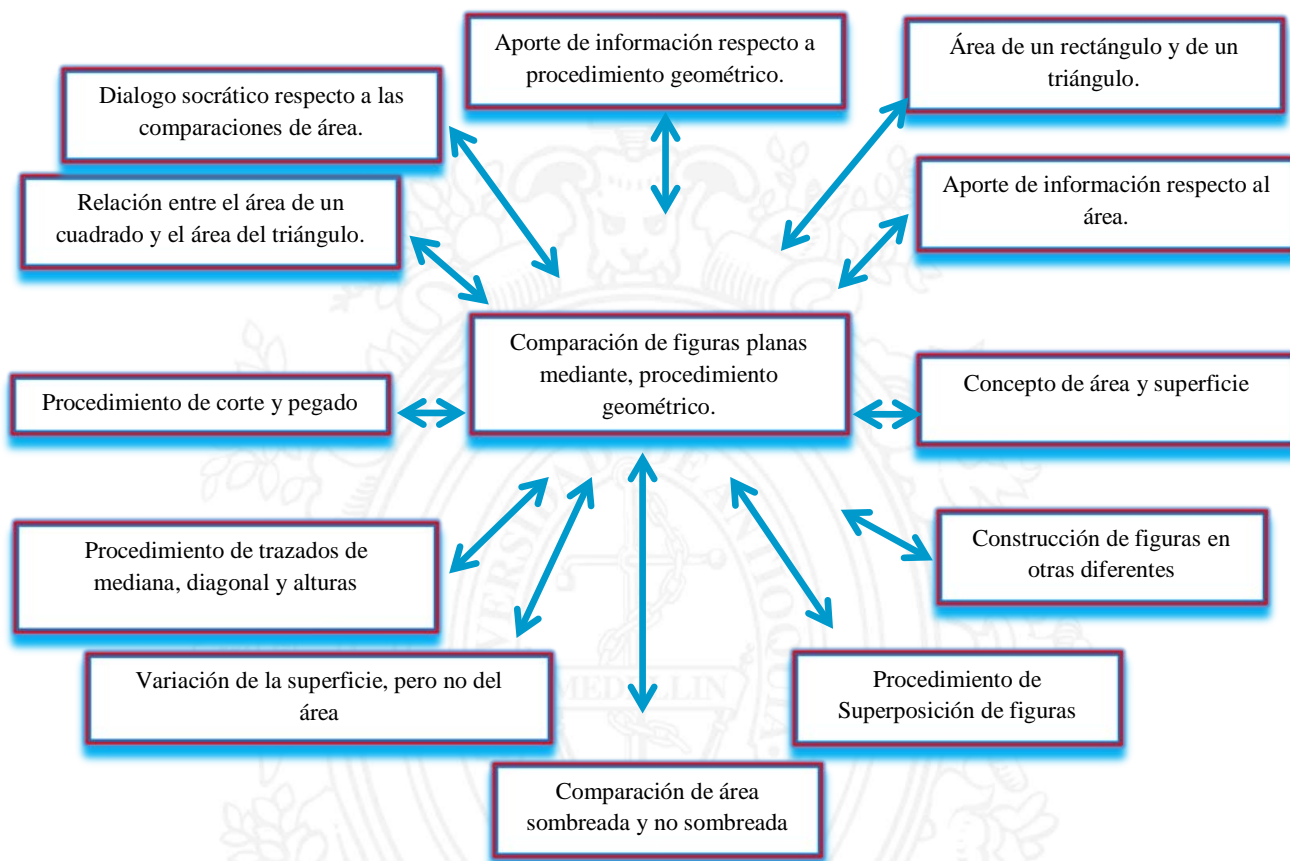 Aporte de información respecto a
procedimiento geométrico.
Área de un rectángulo y de un
triángulo.
Dialogo socrático respecto a las
comparaciones de área.
Aporte de información respecto al
área.
Relación entre el área de un
cuadrado y el área del triángulo.
Comparación de figuras planas
mediante, procedimiento
geométrico.
Procedimiento de corte y pegado
Concepto de área y superficie
Procedimiento de trazados de
mediana, diagonal y alturas
Construcción de figuras en
otras diferentes
Variación de la superficie, pero no del
área
Procedimiento de
Superposición de figuras
Comparación de área
sombreada y no sombreada
MEDELLIN